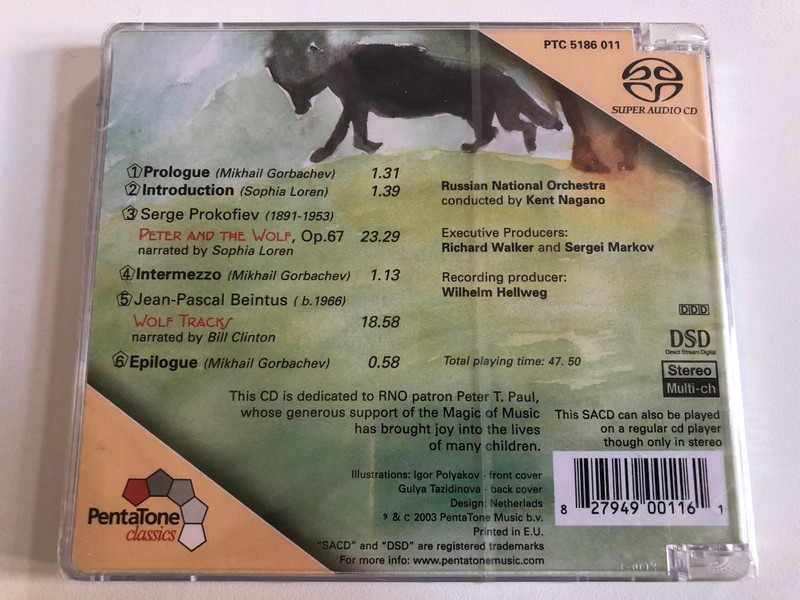 PTC 5186 011
SUPER AUDIO CD
1 Prologue (Mikhail Gorbachev) 1.31
2 Introduction (Sophia Loren) 1.39
3 Serge Prokofiev (1891-1953)
PETER AND THE WOLF, Op.67 23.29
narrated by Sophia Loren
4 Intermezzo (Mikhail Gorbachev) 1.13
5 Jean-Pascal Beintus ( b.1966)
WOLF TRACKS 18.58
narrated by Bill Clinton
6 Epilogue (Mikhail Gorbachev) 0.58
Russian National Orchestra
conducted by Kent Nagano
Executive Producers:
Richard Walker and Sergei Markov
Recording producer:
Wilhelm Hellweg
Total playing time: 47. 50
DDD
DSD
Direct Stream Digital
Stereo
Multi-ch
This CD is dedicated to RNO patron Peter T. Paul,
whose generous support of the Magic of Music
has brought joy into the lives
of many children.
This SACD can also be played
on a regular cd player
though only in stereo
Illustrations: Igor Polyakov - front cover
Gulya Tazidinova - back cover
Design: Netherlads
9 & C 2003 PentaTone Music b.v.
Printed in E.U.
"SACD" and "DSD" are registered trademarks
For more info: www.pentatonemusic.com
8 27949 00116 1
PentaTone
classics